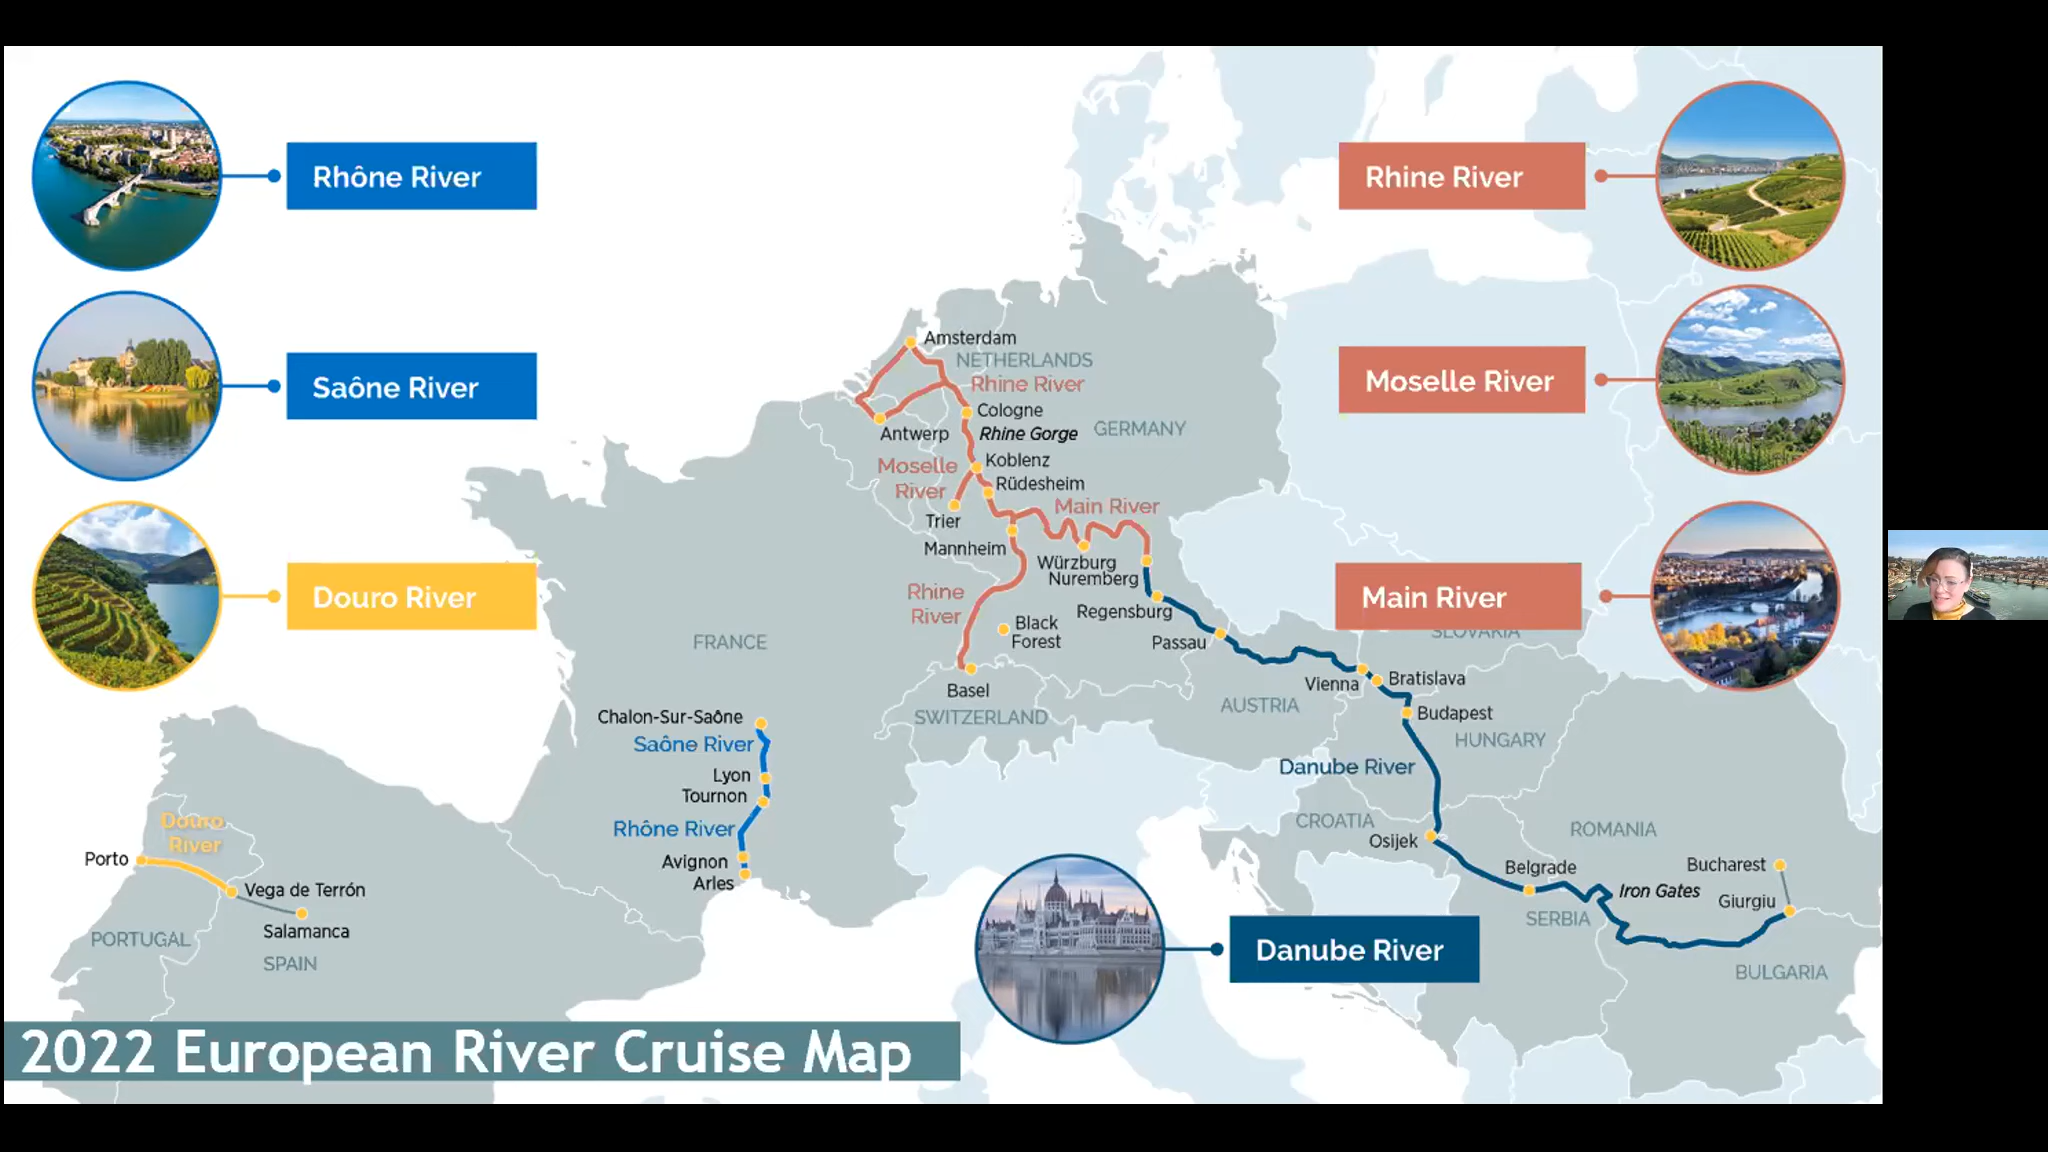 Rhône River
Saône River
Douro River
Rhine River
Moselle River
Main River
Amsterdam
NETHERLANDS
Rhine River
Cologne
Antwerp
Rhine Gorge
GERMANY
Moselle
River
Koblenz
Rüdesheim
Main River
Trier
Mannheim
Würzburg
Nuremberg
Rhine
River
Regensburg
Black
Forest
Passau
FRANCE
SLOVAKIA
Basel
SWITZERLAND
Vienna
Bratislava
AUSTRIA
Budapest
HUNGARY
Chalon-Sur-Saône
Saône River
Lyon
Tournon
Rhône River
Avignon
Arles
Danube River
CROATIA
Osijek
ROMANIA
Belgrade
Bucharest
Iron Gates
Giurgiu
SERBIA
BULGARIA
Douro
River
Porto
Vega de Terrón
Salamanca
PORTUGAL
SPAIN
Danube River
2022 European River Cruise Map